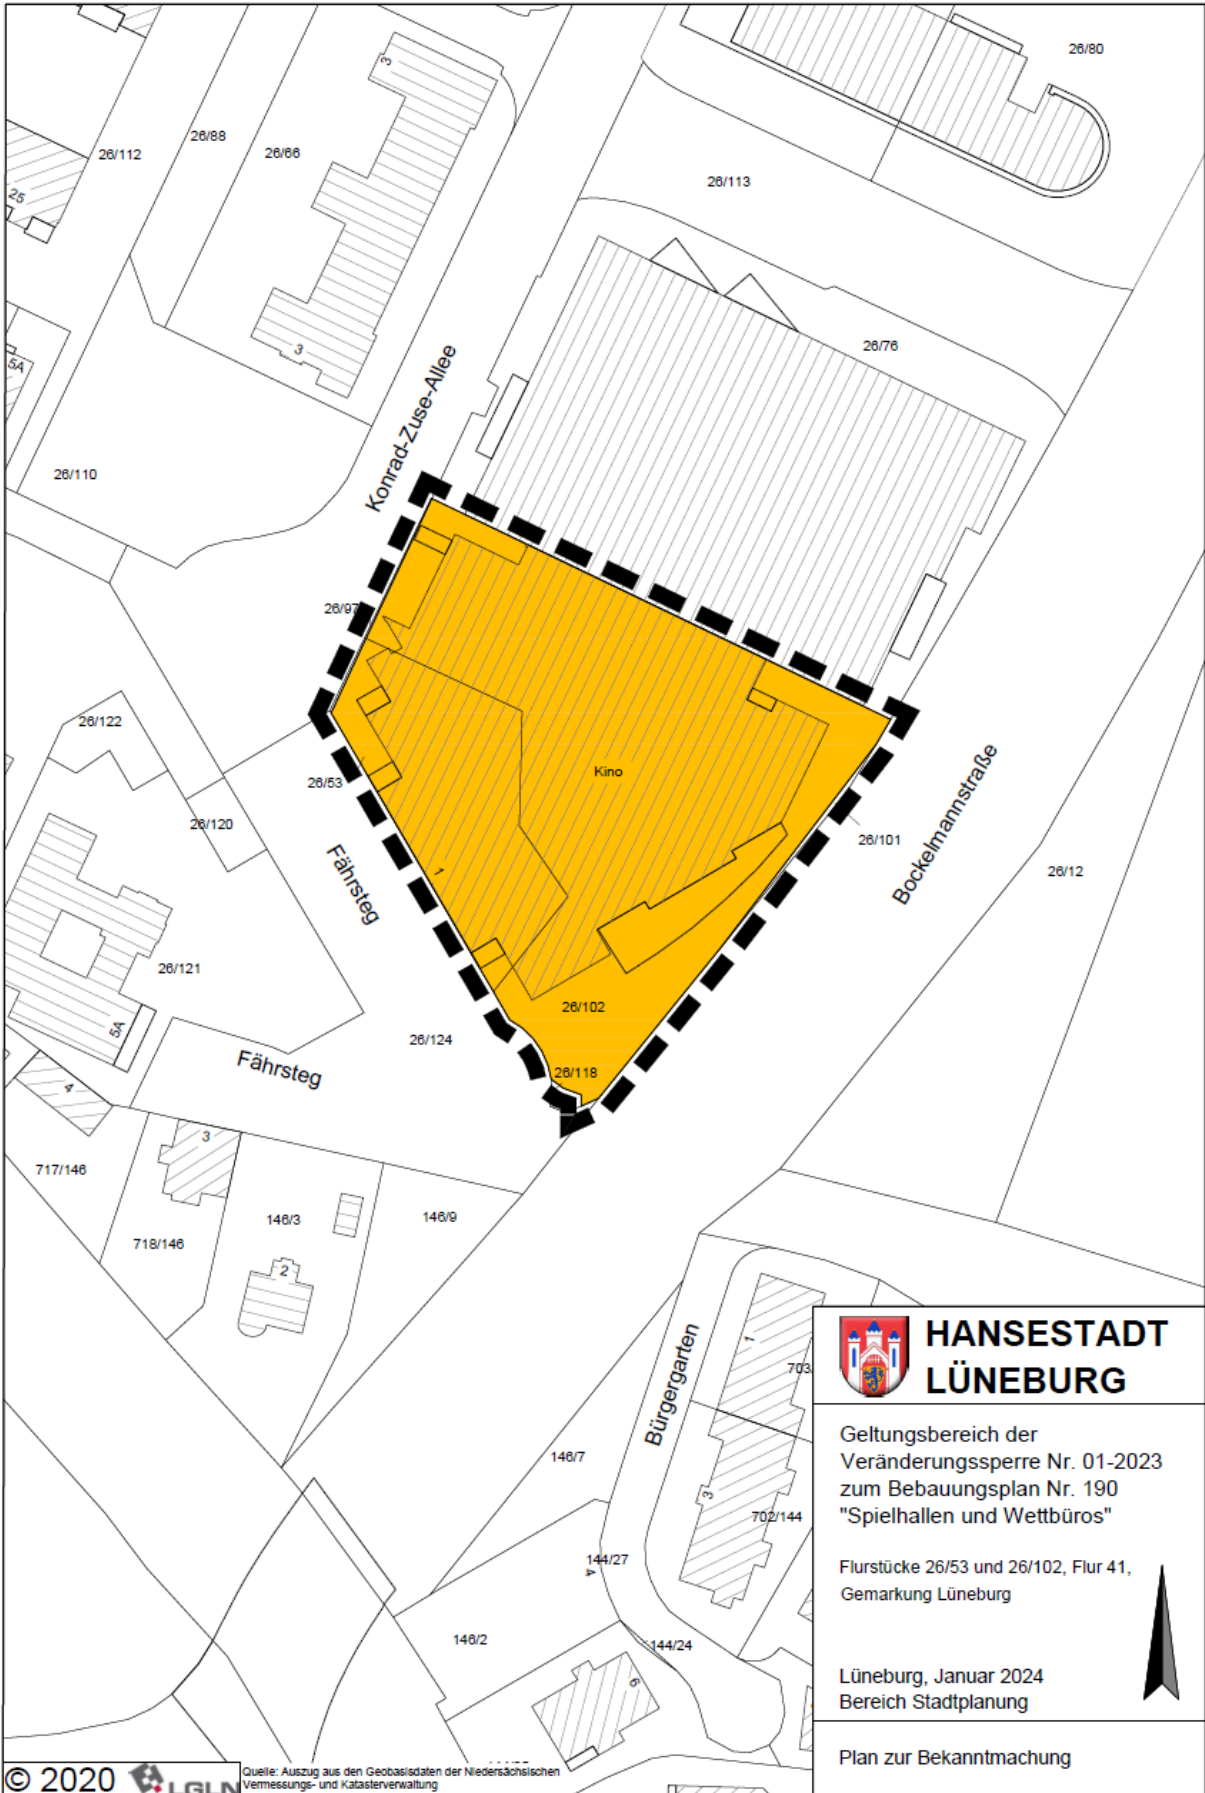 26/80
26/88
26/112
26/66
3
25
26/113
3
5A
26/76
Konrad-Zuse-Allee
26/110
26/97
26/122
26/53
Kino
Bockelmannstraße
26/120
26/101
Fährsteg
1
26/12
26/121
26/102
5A
26/124
Fährsteg
26/118
4
3
717/146
146/3
146/9
718/146
2
Bürgergarten
1
703
146/7
3
702/144
144/27
4
146/2
144/24
6
HANSESTADT
LÜNEBURG
Geltungsbereich der
Veränderungssperre Nr. 01-2023
zum Bebauungsplan Nr. 190
"Spielhallen und Wettbüros"
Flurstücke 26/53 und 26/102, Flur 41,
Gemarkung Lüneburg
Lüneburg, Januar 2024
Bereich Stadtplanung
Plan zur Bekanntmachung
© 2020 LGLN
Quelle: Auszug aus den Geobasisdaten der Niedersächsischen
Vermessungs- und Katasterverwaltung